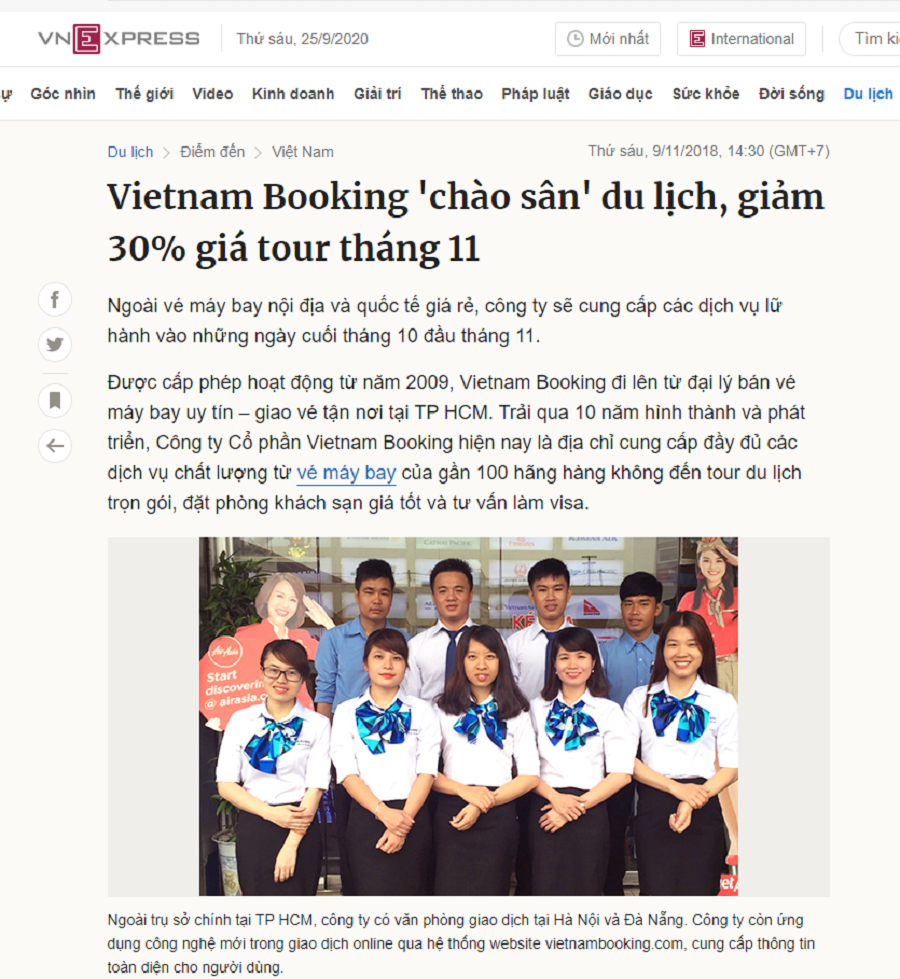 VNEXPRESS
Thứ sáu, 25/9/2020
Mới nhất
International
Tìm
Góc nhìn Thế giới Video Kinh doanh Giải trí Thể thao Pháp luật Giáo dục Sức khỏe Đời sống Du lịch
Du lịch > Điểm đến > Việt Nam
Thứ sáu, 9/11/2018, 14:30 (GMT+7)
Vietnam Booking 'chào sân' du lịch, giảm
30% giá tour tháng 11
Ngoài vé máy bay nội địa và quốc tế giá rẻ, công ty sẽ cung cấp các dịch vụ lữ
hành vào những ngày cuối tháng 10 đầu tháng 11.
Được cấp phép hoạt động từ năm 2009, Vietnam Booking đi lên từ đại lý bán vé
máy bay uy tín – giao vé tận nơi tại TP HCM. Trải qua 10 năm hình thành và phát
triển, Công ty Cổ phần Vietnam Booking hiện nay là địa chỉ cung cấp đầy đủ các
dịch vụ chất lượng từ vé máy bay của gần 100 hãng hàng không đến tour du lịch
trọn gói, đặt phòng khách sạn giá tốt và tư vấn làm visa.
AirAsia
Start
discovering
@ airasia.c
Ngoài trụ sở chính tại TP HCM, công ty có văn phòng giao dịch tại Hà Nội và Đà Nẵng. Công ty còn ứng
dụng công nghệ mới trong giao dịch online qua hệ thống website vietnambooking.com, cung cấp thông tin
toàn diện cho người dùng.